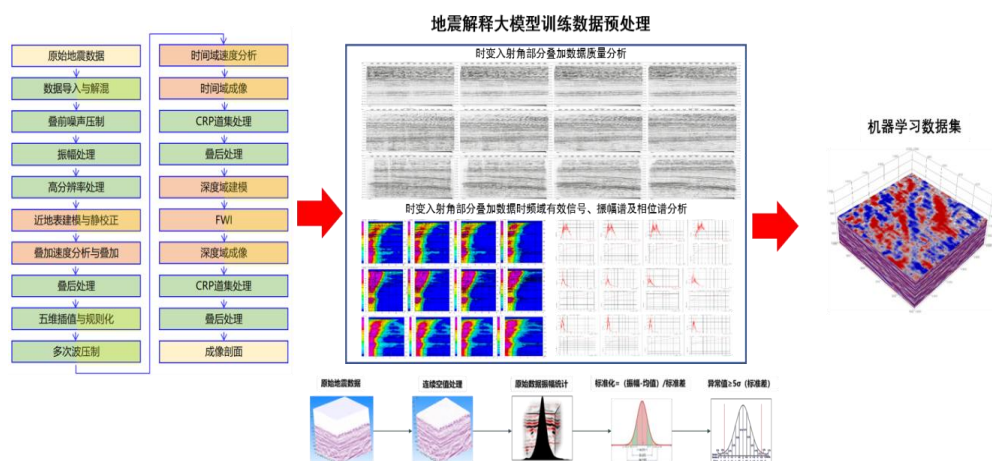 地震解释大模型训练数据预处理
原始地震数据
数据导入与解混
叠前噪声压制
振幅处理
高分辨率处理
近地表建模与静校正
叠加速度分析与叠加
叠后处理
五维插值与规则化
多次波压制
时间域速度分析
时间域成像
CRP道集处理
叠后处理
深度域建模
FWI
深度域成像
CRP道集处理
叠后处理
成像剖面
时变入射角部分叠加数据质量分析
时变入射角部分叠加数据时频域有效信号、振幅谱及相位谱分析
机器学习数据集
原始地震数据
连续空值处理
原始数据振幅统计
标准化=（振幅-均值）/标准差
异常值≥5σ（标准差）